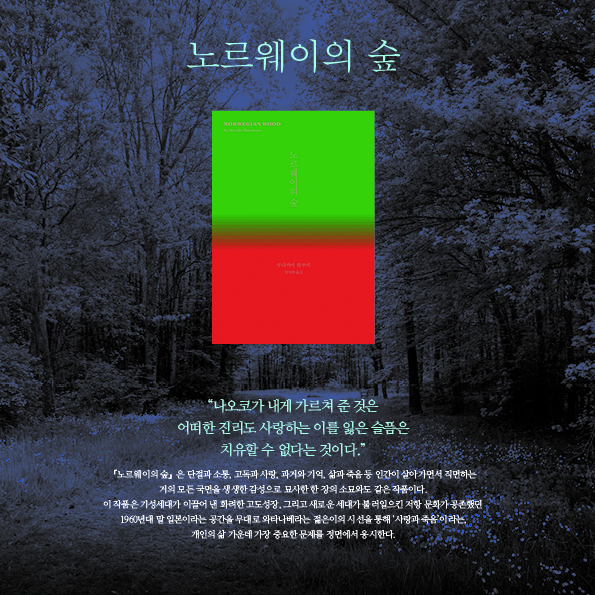 노르웨이의 숲
NORWEGIAN WOOD
노르웨이의 숲
“나오코가 내게 가르쳐 준 것은
어떠한 진리도 사랑하는 이를 잃은 슬픔은
치유할 수 없다는 것이다.”
『노르웨이의 숲』은 단절과 소통, 고독과 사랑, 과거와 기억, 삶과 죽음 등 인간이 살아가면서 직면하는
거의 모든 국면을 생생한 감성으로 묘사한 한 장의 소묘와도 같은 작품이다.
이 작품은 기성세대가 이끌어 낸 화려한 고도성장, 그리고 새로운 세대가 불러일으킨 저항 문화가 공존했던
1960년대 말 일본이라는 공간을 무대로 와타나베라는 젊은이의 시선을 통해 '사랑과 죽음'이라는,
개인의 삶 가운데 가장 중요한 문제를 정면에서 응시한다.